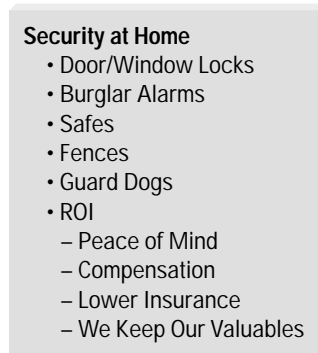 Security at Home
• Door/Window Locks
• Burglar Alarms
• Safes
• Fences
• Guard Dogs
• ROI
– Peace of Mind
– Compensation
– Lower Insurance
– We Keep Our Valuables